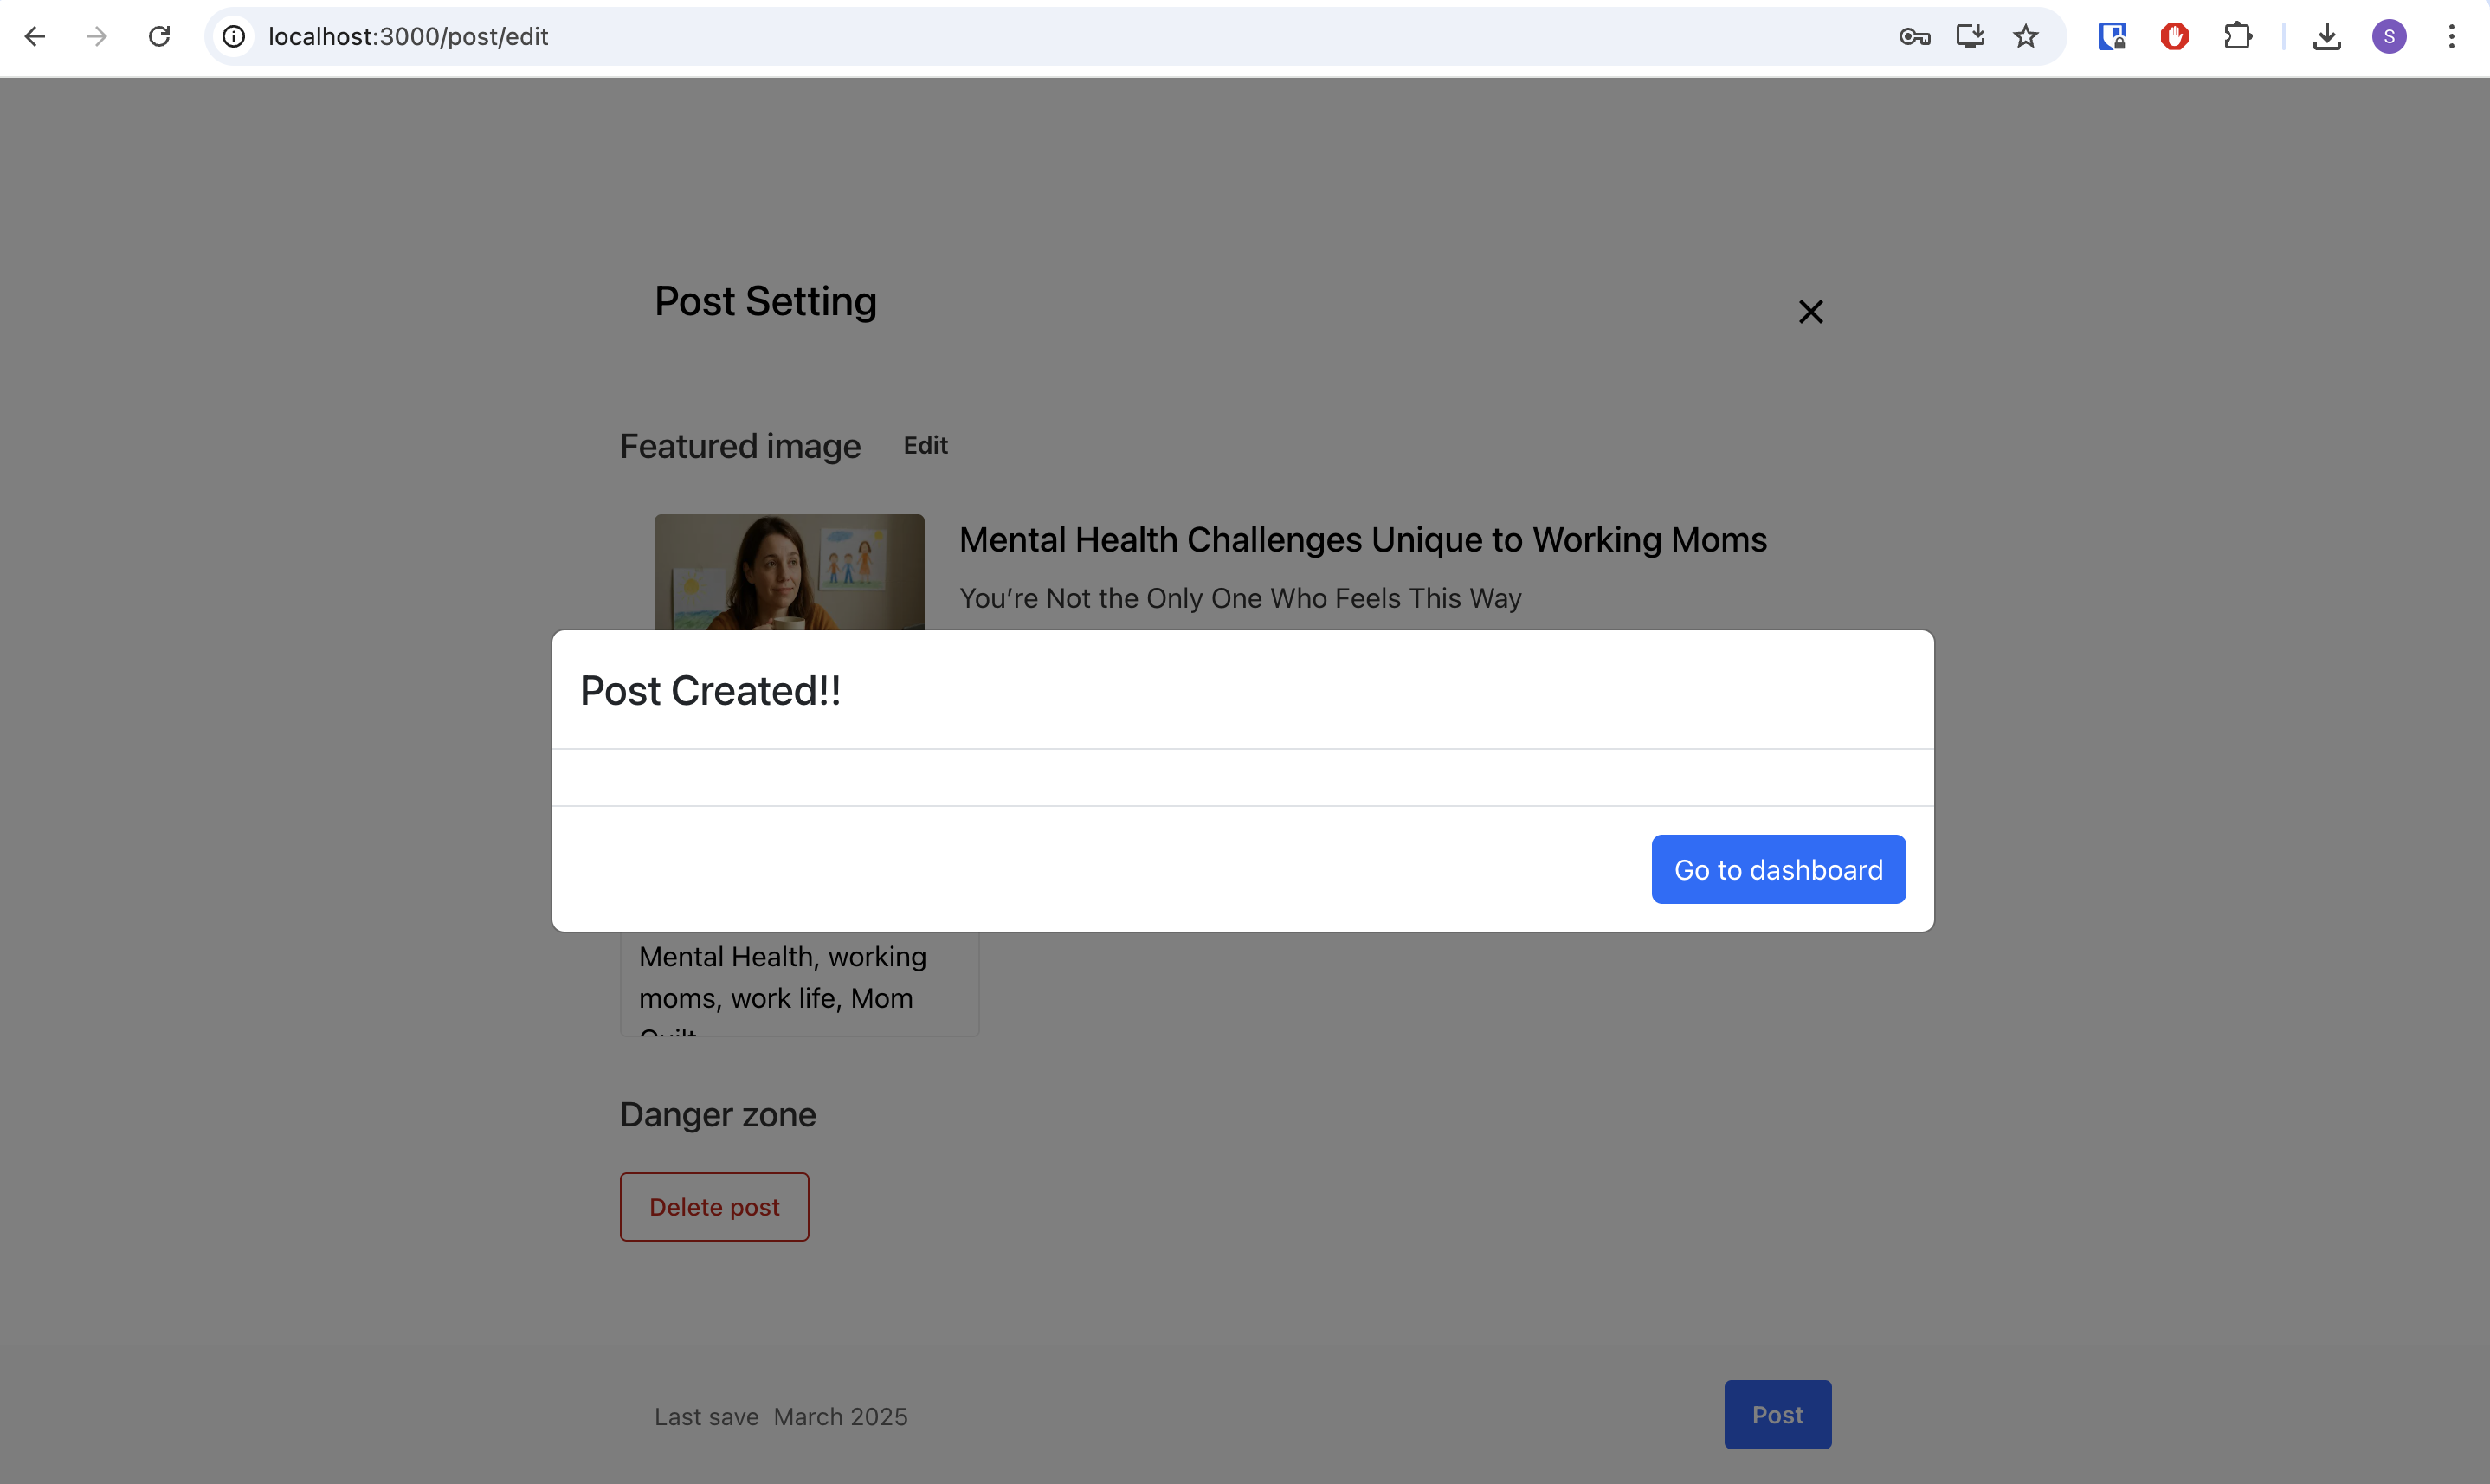 localhost:3000/post/edit
S
Post Setting
Featured image Edit
Mental Health Challenges Unique to Working Moms
You’re Not the Only One Who Feels This Way
Post Created!!
Go to dashboard
Mental Health, working
moms, work life, Mom
Danger zone
Delete post
Last save March 2025
Post